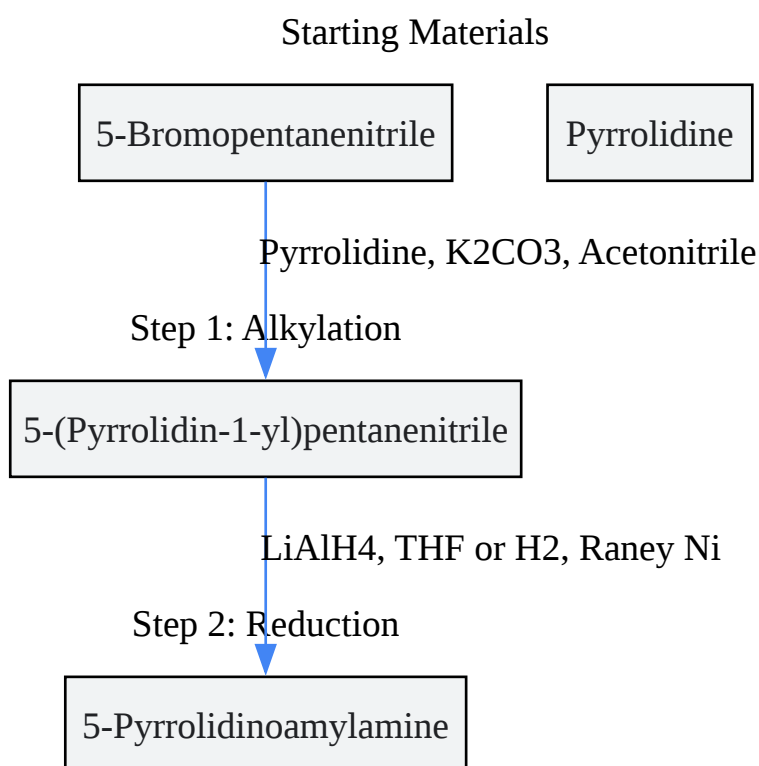 Starting Materials
5-Bromopentanenitrile
Pyrrolidine
Pyrrolidine, K2CO3, Acetonitrile
Step 1: Alkylation
5-(Pyrrolidin-1-yl)pentanenitrile
LiAlH4, THF or H2, Raney Ni
Step 2: Reduction
5-Pyrrolidinoamylamine